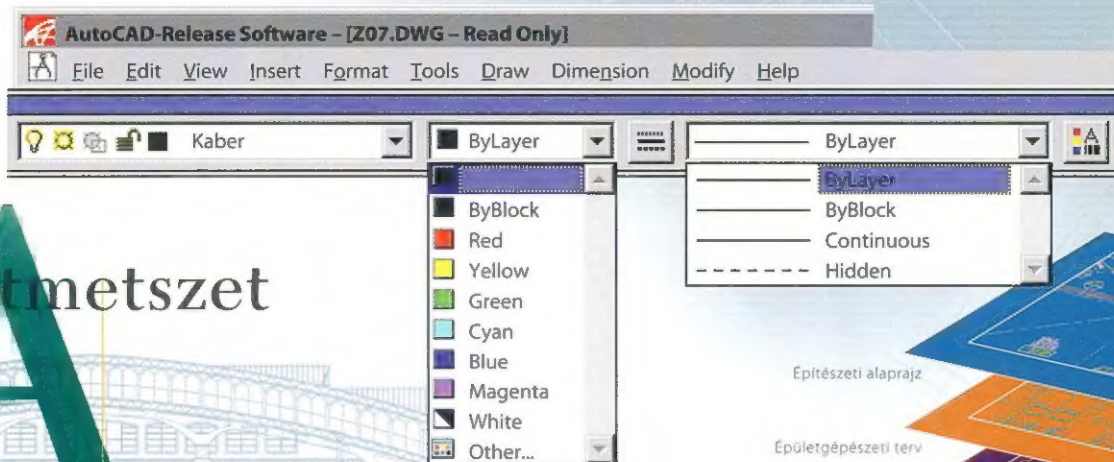 AutoCAD-Release Software – [Z07.DWG – Read Only]
File Edit View Insert Format Tools Draw Dimension Modify Help
Kaber ByLayer ByLayer
ByLayer
ByBlock
Continuous
Hidden
ByBlock
Red
Yellow
Green
Cyan
Blue
Magenta
White
Other...
tmetszet
Építészeti alaprajz
Épületgépészeti terv